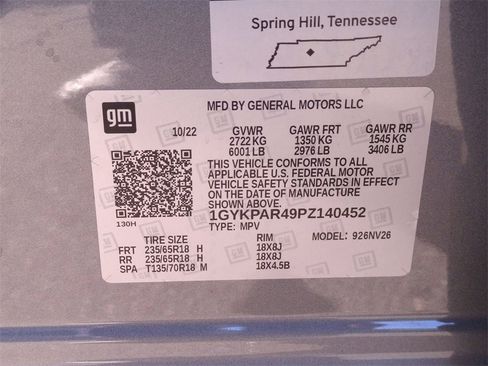 Spring Hill, Tennessee
gm
MFD BY GENERAL MOTORS LLC
10/22 GVWR GAWR FRT GAWR RR
2722 KG 1350 KG 1545 KG
6001 LB 2976 LB 3406 LB
THIS VEHICLE CONFORMS TO ALL
APPLICABLE U.S. FEDERAL MOTOR
VEHICLE SAFETY STANDARDS IN EFFECT
ON THE DATE OF MANUFACTURE
SHOWN ABOVE.
1GYKPAR49PZ140452
130H TYPE: MPV
TIRE SIZE RIM MODEL: 926NV26
FRT 235/65R18 H 18X8J
RR 235/65R18 H 18X8J
SPA T135/70R18 M 18X4.5B